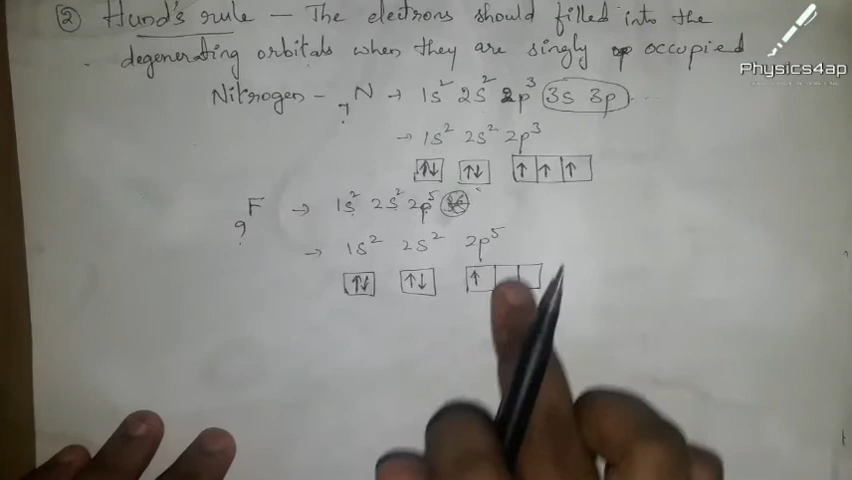 ② Hund's rule - The electrons should filled into the
degenerating orbitals when they are singly occupied
Physics4ap
Nitrogen - ₇N → 1s² 2s² 2p³ 3s 3p ...
→ 1s² 2s² 2p³
↑↓ ↑↓ ↑ ↑ ↑
₉F → 1s² 2s² 2p⁵
→ 1s² 2s² 2p⁵
↑↓ ↑↓ ↑